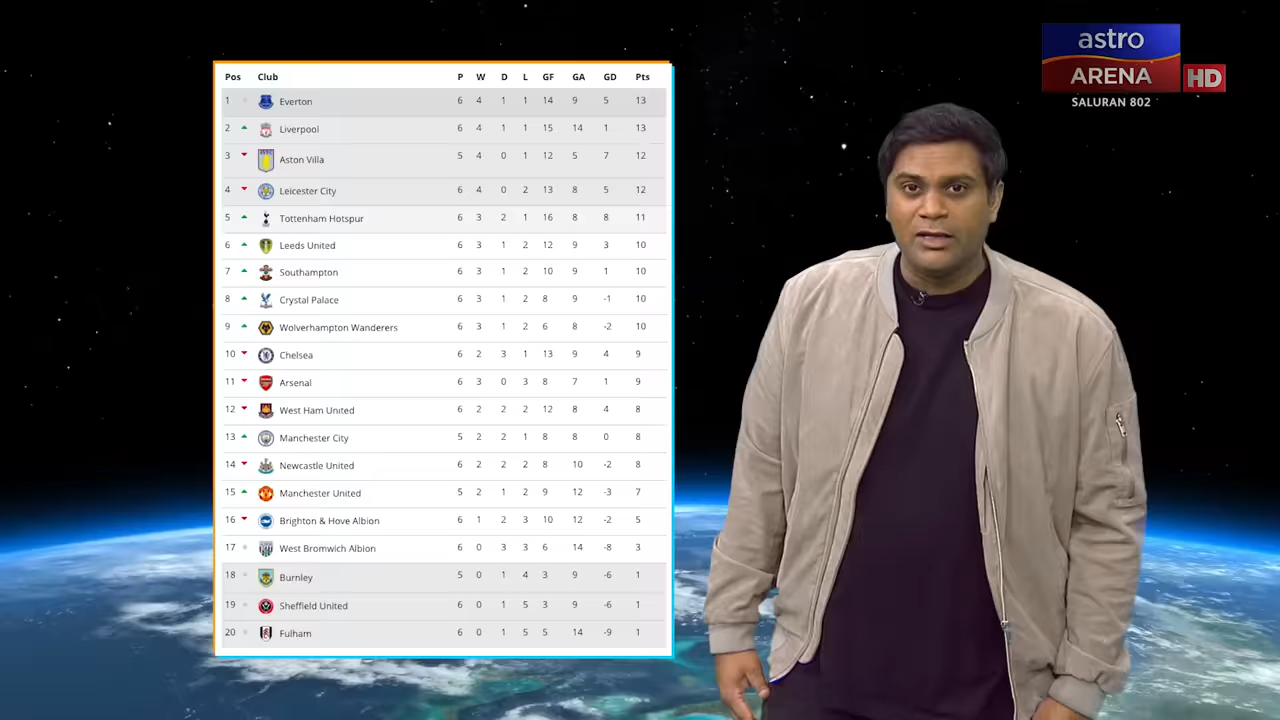 astro
ARENA HD
SALURAN 802
Pos Club P W D L GF GA GD Pts
1 Everton 6 4 1 1 14 9 5 13
2 Liverpool 6 4 1 1 15 14 1 13
3 Aston Villa 5 4 0 1 12 5 7 12
4 Leicester City 6 4 0 2 13 8 5 12
5 Tottenham Hotspur 6 3 2 1 16 8 8 11
6 Leeds United 6 3 1 2 12 9 3 10
7 Southampton 6 3 1 2 10 9 1 10
8 Crystal Palace 6 3 1 2 8 9 -1 10
9 Wolverhampton Wanderers 6 3 1 2 6 8 -2 10
10 Chelsea 6 2 3 1 13 9 4 9
11 Arsenal 6 3 0 3 8 7 1 9
12 West Ham United 6 2 2 2 12 8 4 8
13 Manchester City 5 2 2 1 8 8 0 8
14 Newcastle United 6 2 2 2 8 10 -2 8
15 Manchester United 5 2 1 2 9 12 -3 7
16 Brighton & Hove Albion 6 1 2 3 10 12 -2 5
17 West Bromwich Albion 6 0 3 3 6 14 -8 3
18 Burnley 5 0 1 4 3 9 -6 1
19 Sheffield United 6 0 1 5 3 9 -6 1
20 Fulham 6 0 1 5 5 14 -9 1